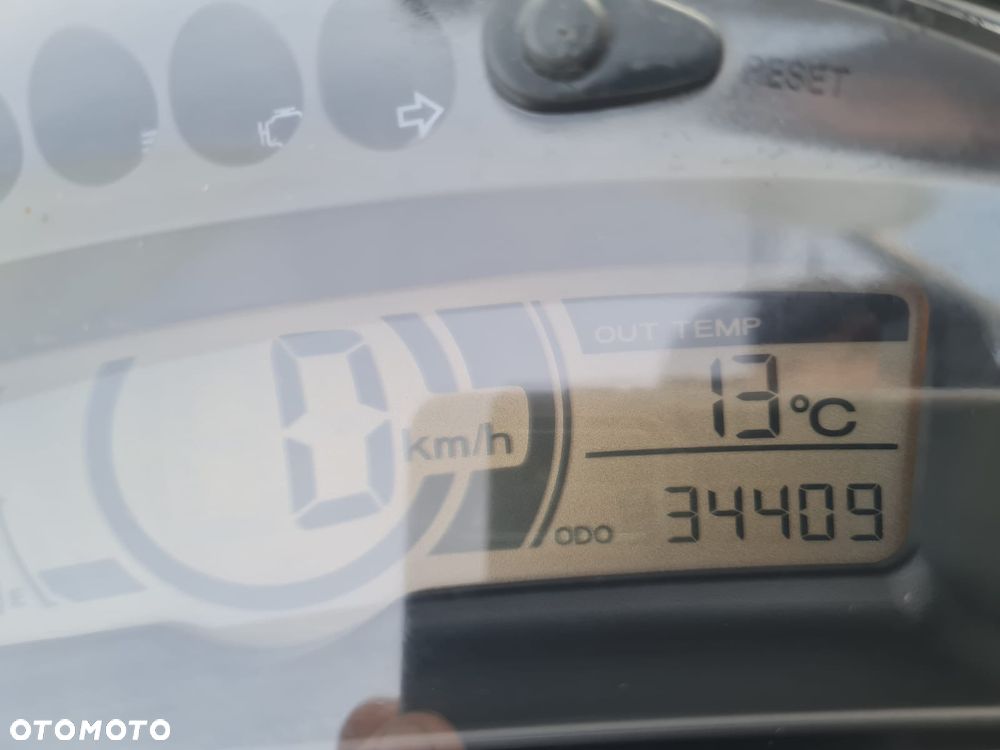 RESET
OUT TEMP
13°C
0 km/h
ODO 34409
E
OTOMOTO